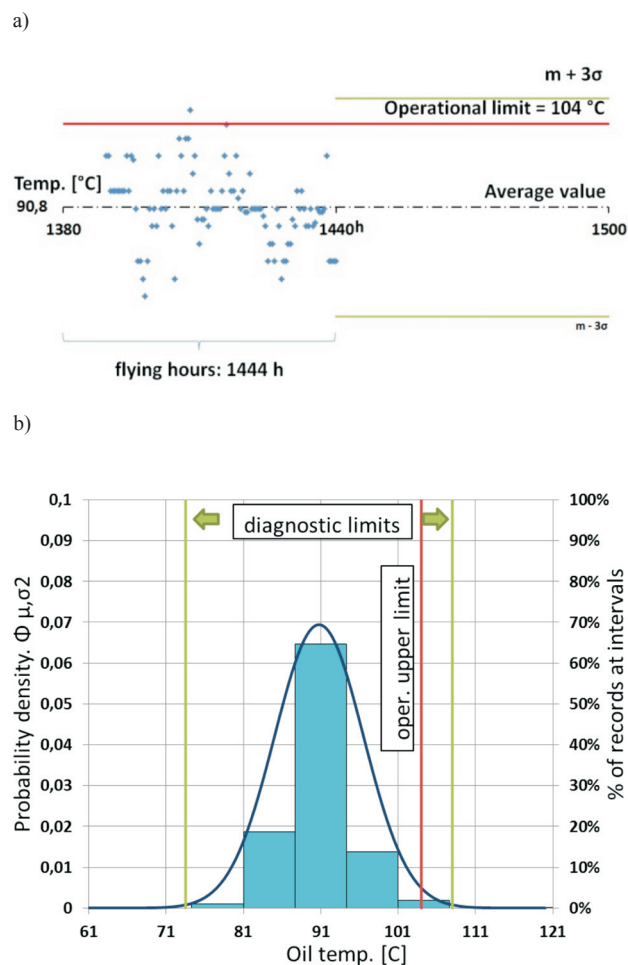 a)
m + 3σ
Operational limit = 104 °C
Temp. [°C]
Average value
90,8
1380
1440h
1500
m - 3σ
flying hours: 1444 h
b)
0,1
0,09
0,08
0,07
0,06
0,05
0,04
0,03
0,02
0,01
0
Probability density. Φ μ,σ2
diagnostic limits
oper. upper limit
100%
90%
80%
70%
60%
50%
40%
30%
20%
10%
0%
% of records at intervals
61 71 81 91 101 111 121
Oil temp. [C]